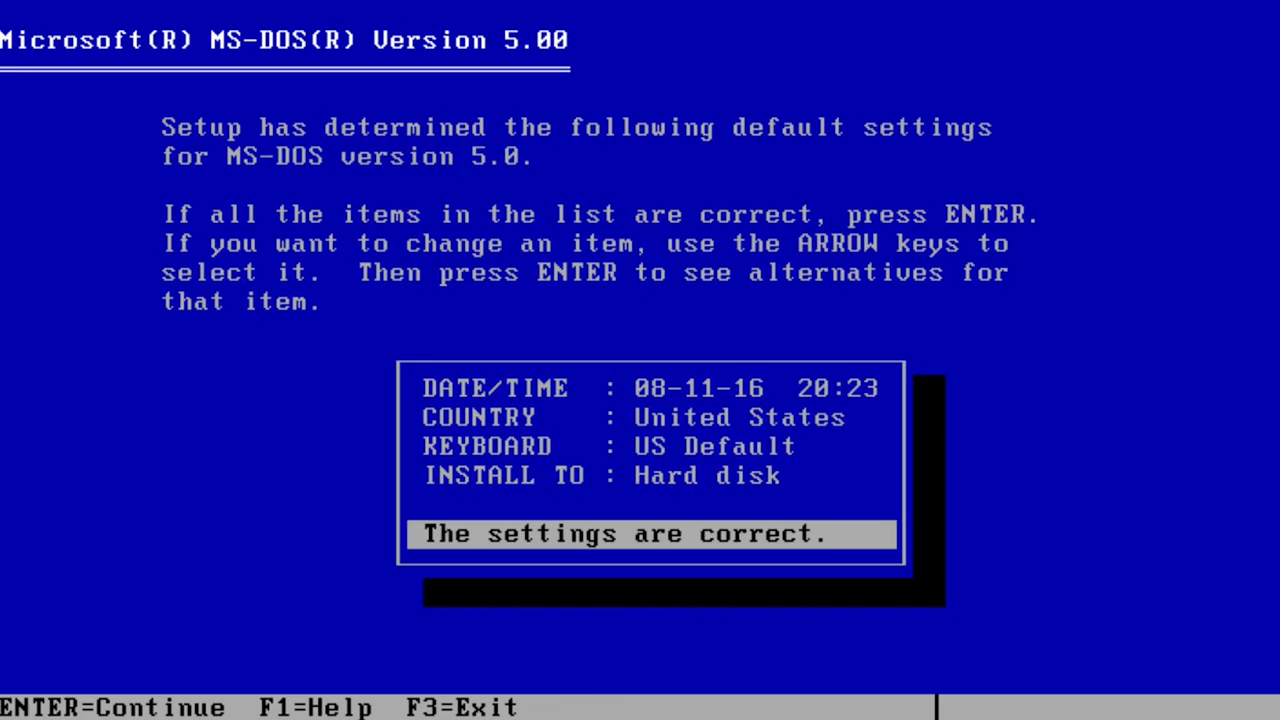 Microsoft(R) MS-DOS(R) Version 5.00
Setup has determined the following default settings
for MS-DOS version 5.0.
If all the items in the list are correct, press ENTER.
If you want to change an item, use the ARROW keys to
select it.  Then press ENTER to see alternatives for
that item.
DATE/TIME  : 08-11-16  20:23
COUNTRY    : United States
KEYBOARD   : US Default
INSTALL TO : Hard disk
The settings are correct.
ENTER=Continue  F1=Help  F3=Exit